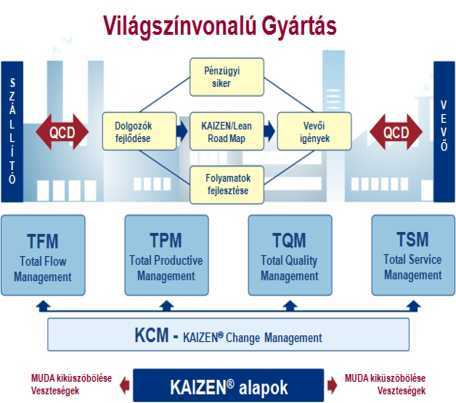 Világszínvonalú Gyártás
SZÁLLÍTÓ
QCD
Pénzügyi
siker
Dolgozók
fejlődése
KAIZEN/Lean
Road Map
Vevői
igények
Folyamatok
fejlesztése
QCD
VEVŐ
TFM
Total Flow
Management
TPM
Total Productive
Management
TQM
Total Quality
Management
TSM
Total Service
Management
KCM - KAIZEN® Change Management
MUDA kiküszöbölése
Veszteségek
KAIZEN® alapok
MUDA kiküszöbölése
Veszteségek